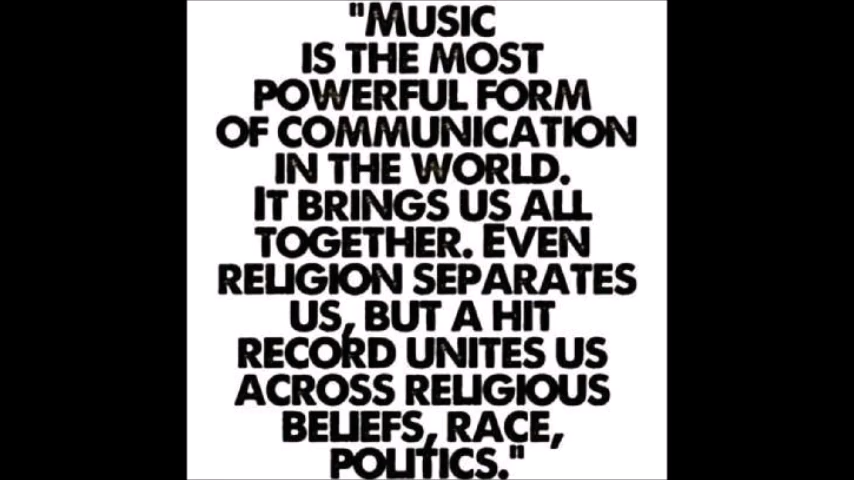 "MUSIC
IS THE MOST
POWERFUL FORM
OF COMMUNICATION
IN THE WORLD.
IT BRINGS US ALL
TOGETHER. EVEN
RELIGION SEPARATES
US, BUT A HIT
RECORD UNITES US
ACROSS RELIGIOUS
BELIEFS, RACE,
POLITICS."